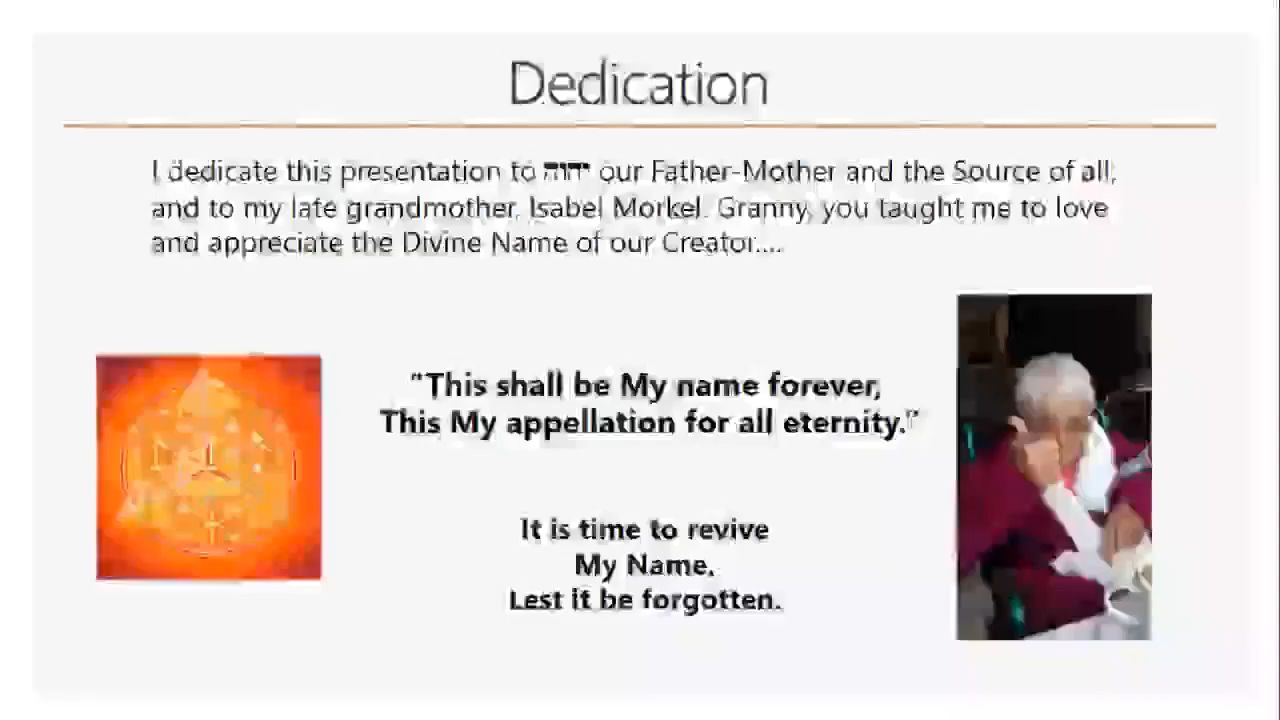 Dedication
I dedicate this presentation to יהוה our Father-Mother and the Source of all,
and to my late grandmother, Isabel Morkel. Granny, you taught me to love
and appreciate the Divine Name of our Creator....
"This shall be My name forever,
This My appellation for all eternity."
It is time to revive
My Name.
Lest it be forgotten.